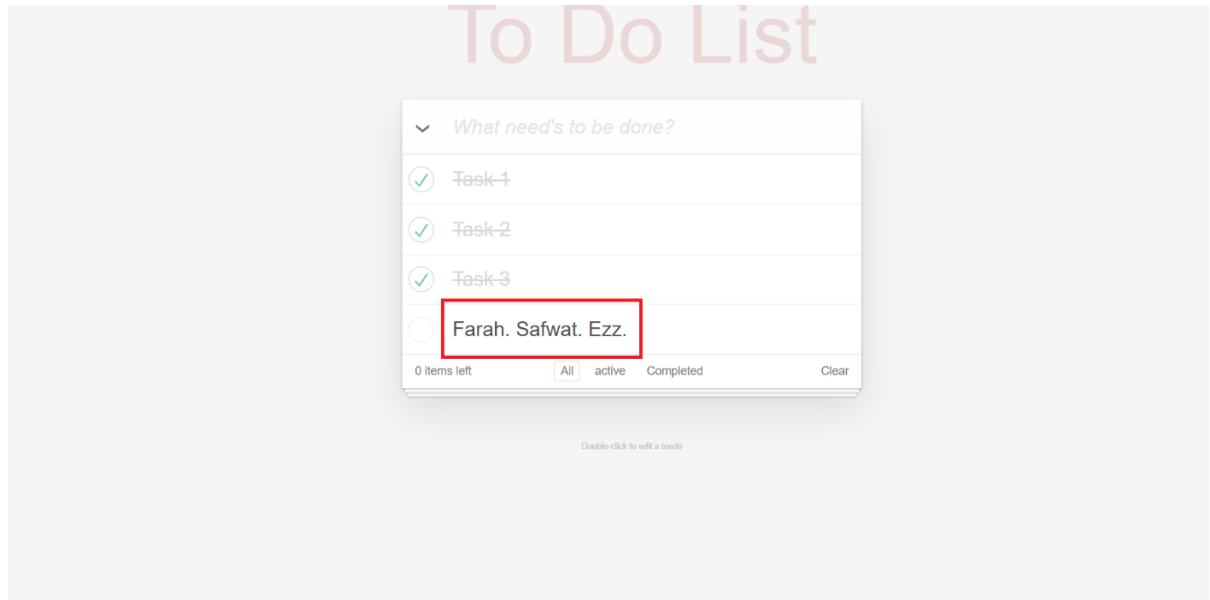 To Do List
What need's to be done?
Task 1
Task 2
Task 3
Farah. Safwat. Ezz.
0 items left All active Completed Clear
Double-click to edit a toodo